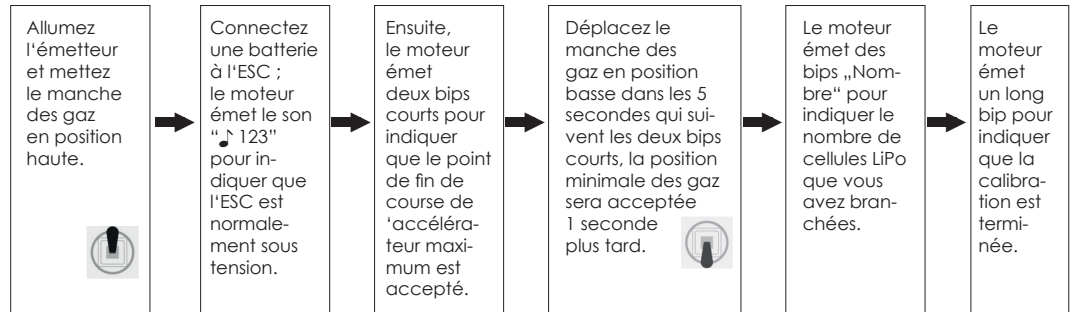 Allumez
l‘émetteur
et mettez
le manche
des gaz
en position
haute.
Connectez
une batterie
à l‘ESC ;
le moteur
émet le son
“♪ 123”
pour in-
diquer que
l‘ESC est
normale-
ment sous
tension.
Ensuite,
le moteur
émet
deux bips
courts pour
indiquer
que le point
de fin de
course de
‘accéléra-
teur maxi-
mum est
accepté.
Déplacez le
manche des
gaz en position
basse dans les 5
secondes qui sui-
vent les deux bips
courts, la position
minimale des gaz
sera acceptée
1 seconde
plus tard.
Le moteur
émet des
bips „Nom-
bre“ pour
indiquer le
nombre de
cellules LiPo
que vous
avez bran-
chées.
Le
moteur
émet
un long
bip pour
indiquer
que la
calibra-
tion est
termi-
née.